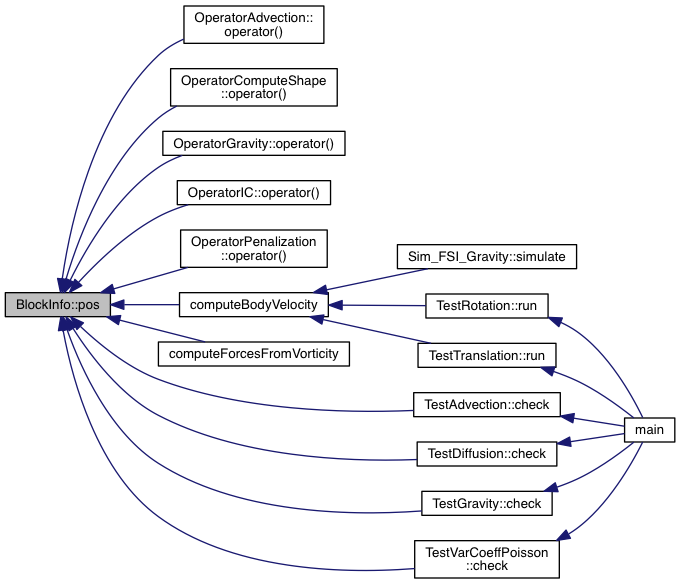 OperatorAdvection::
operator()
OperatorComputeShape
::operator()
OperatorGravity::operator()
OperatorIC::operator()
OperatorPenalization
::operator()
Sim_FSI_Gravity::simulate
BlockInfo::pos
computeBodyVelocity
TestRotation::run
computeForcesFromVorticity
TestTranslation::run
TestAdvection::check
main
TestDiffusion::check
TestGravity::check
TestVarCoeffPoisson
::check